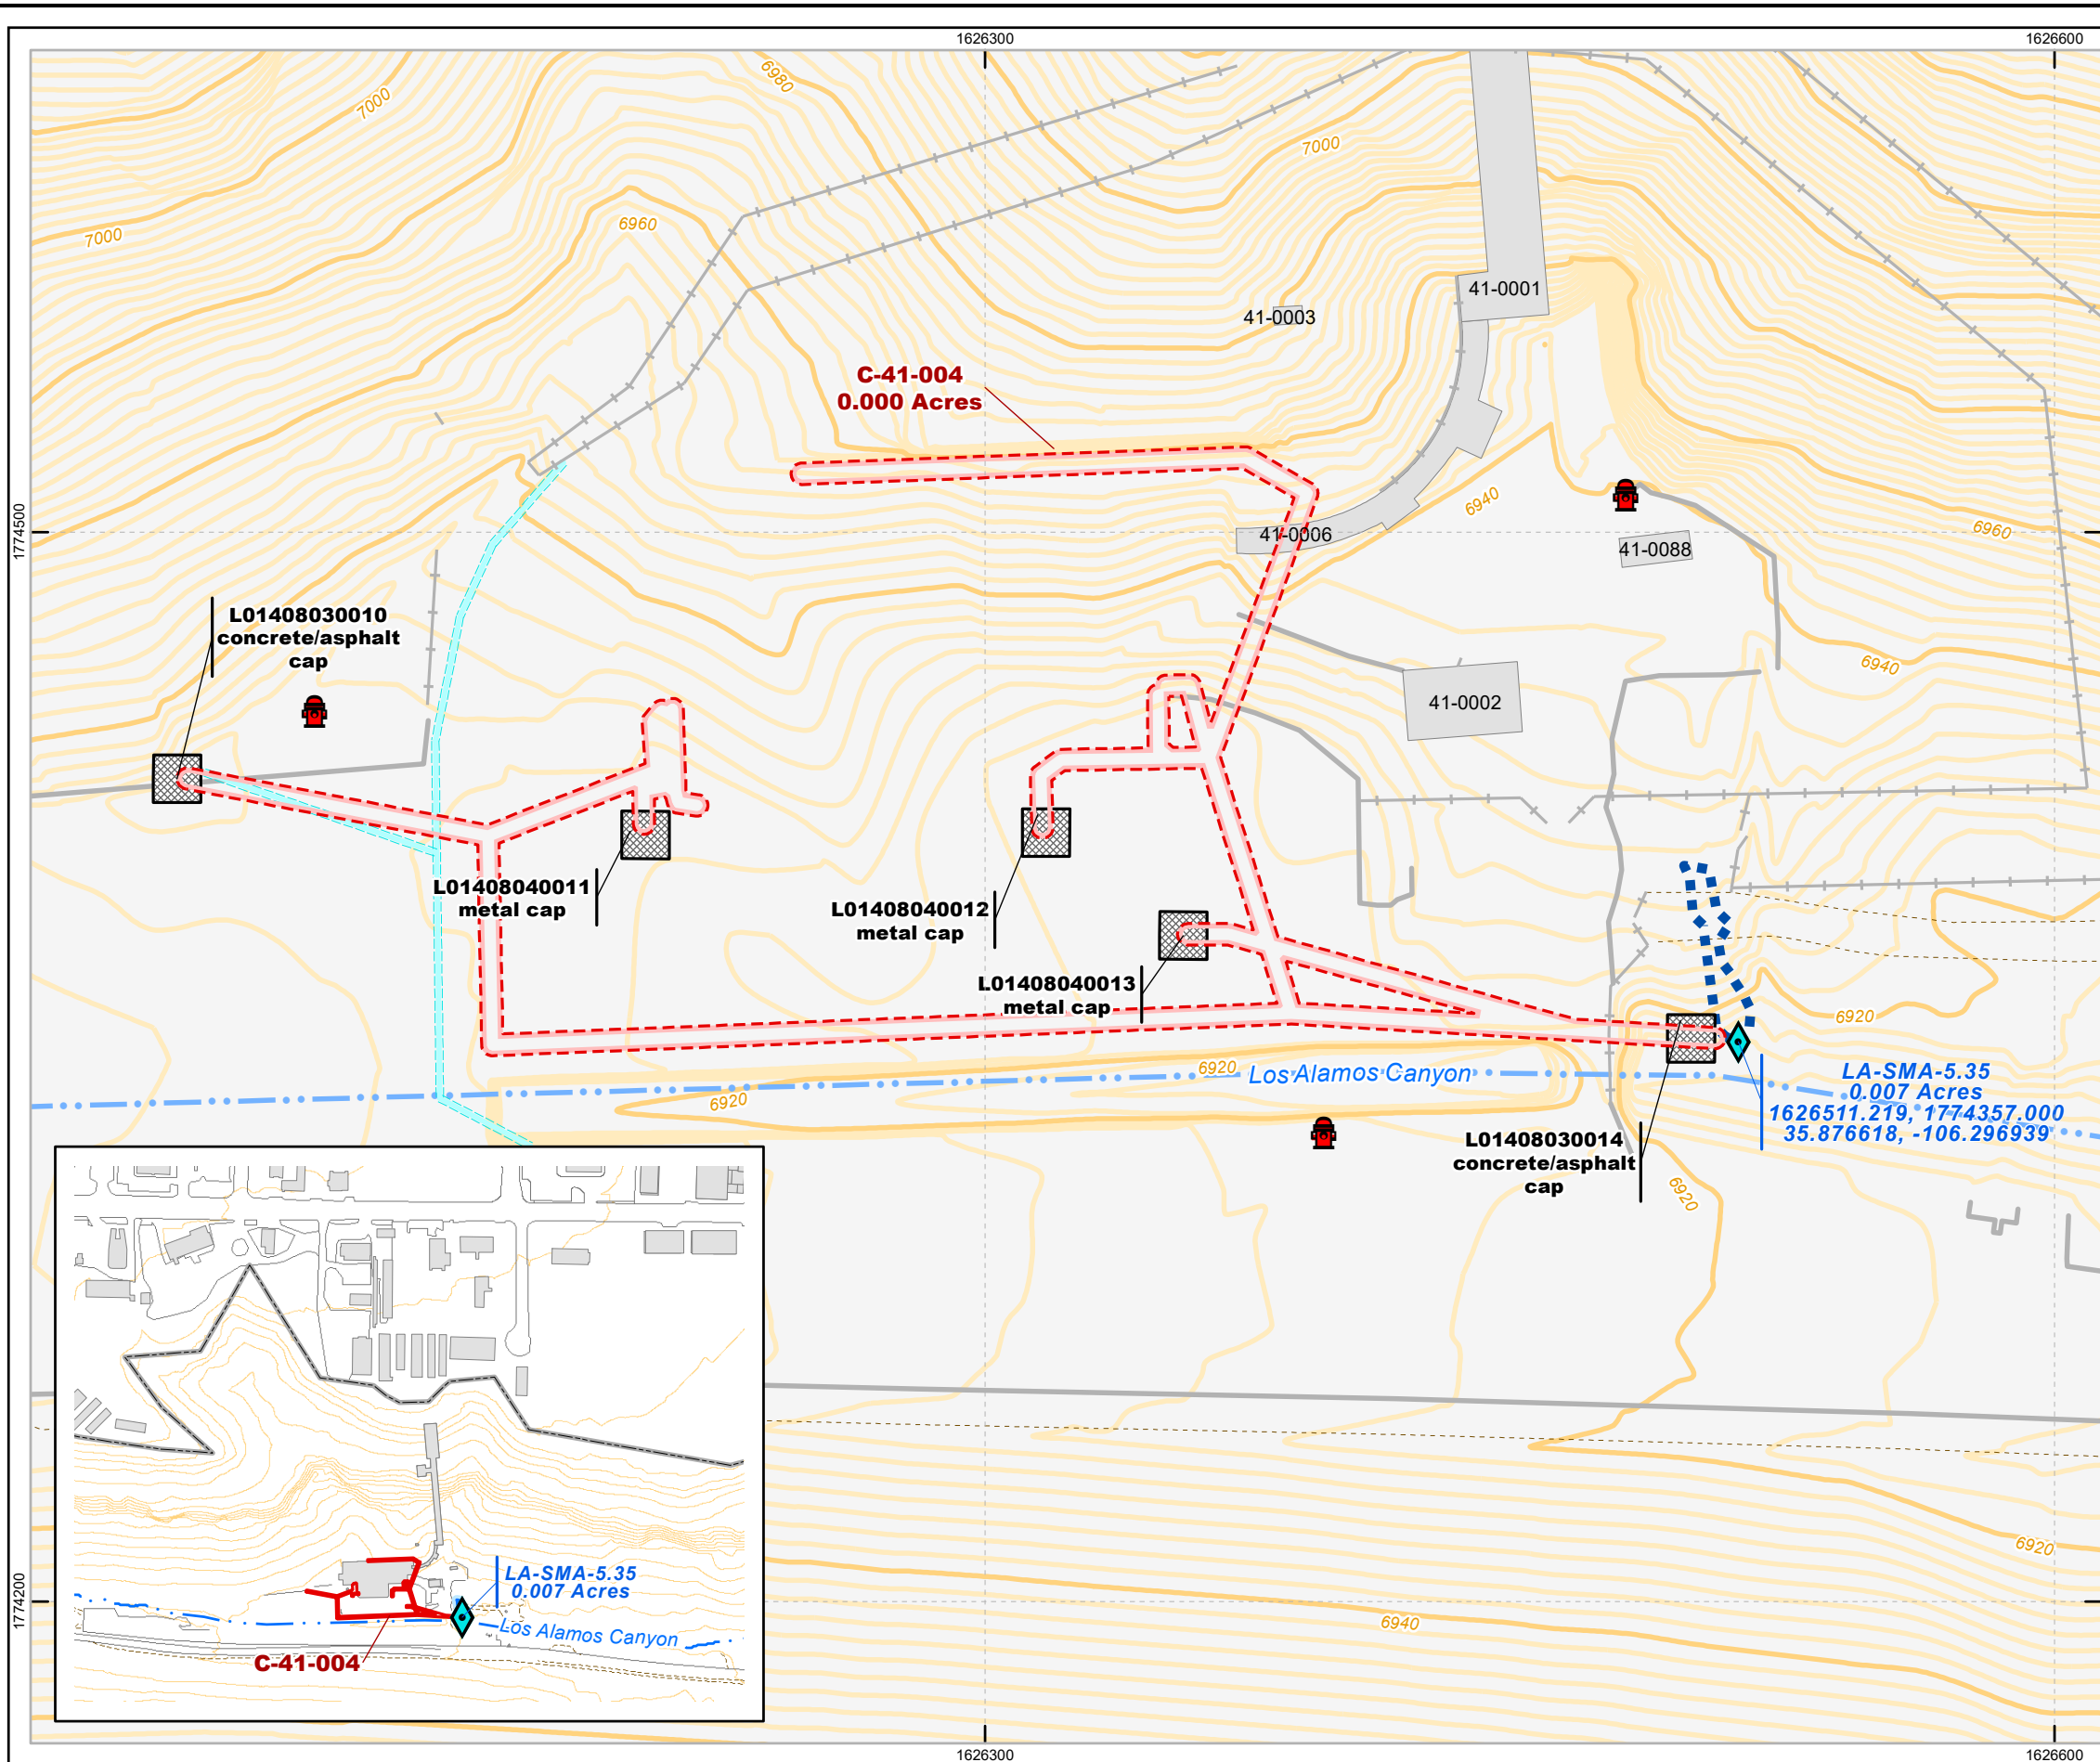 1626300
1626600
6980
7000
7000
6960
7000
41-0001
41-0003
C-41-004
0.000 Acres
1774500
6940
41-0006
41-0088
6960
L01408030010
concrete/asphalt
cap
6940
41-0002
L01408040011
metal cap
L01408040012
metal cap
L01408040013
metal cap
6920
6920
Los Alamos Canyon
6920
LA-SMA-5.35
0.007 Acres
1626511.219, 1774357.000
35.876618, -106.296939
L01408030014
concrete/asphalt
cap
6920
6920
LA-SMA-5.35
0.007 Acres
Los Alamos Canyon
C-41-004
1774200
6940
1626300
1626600